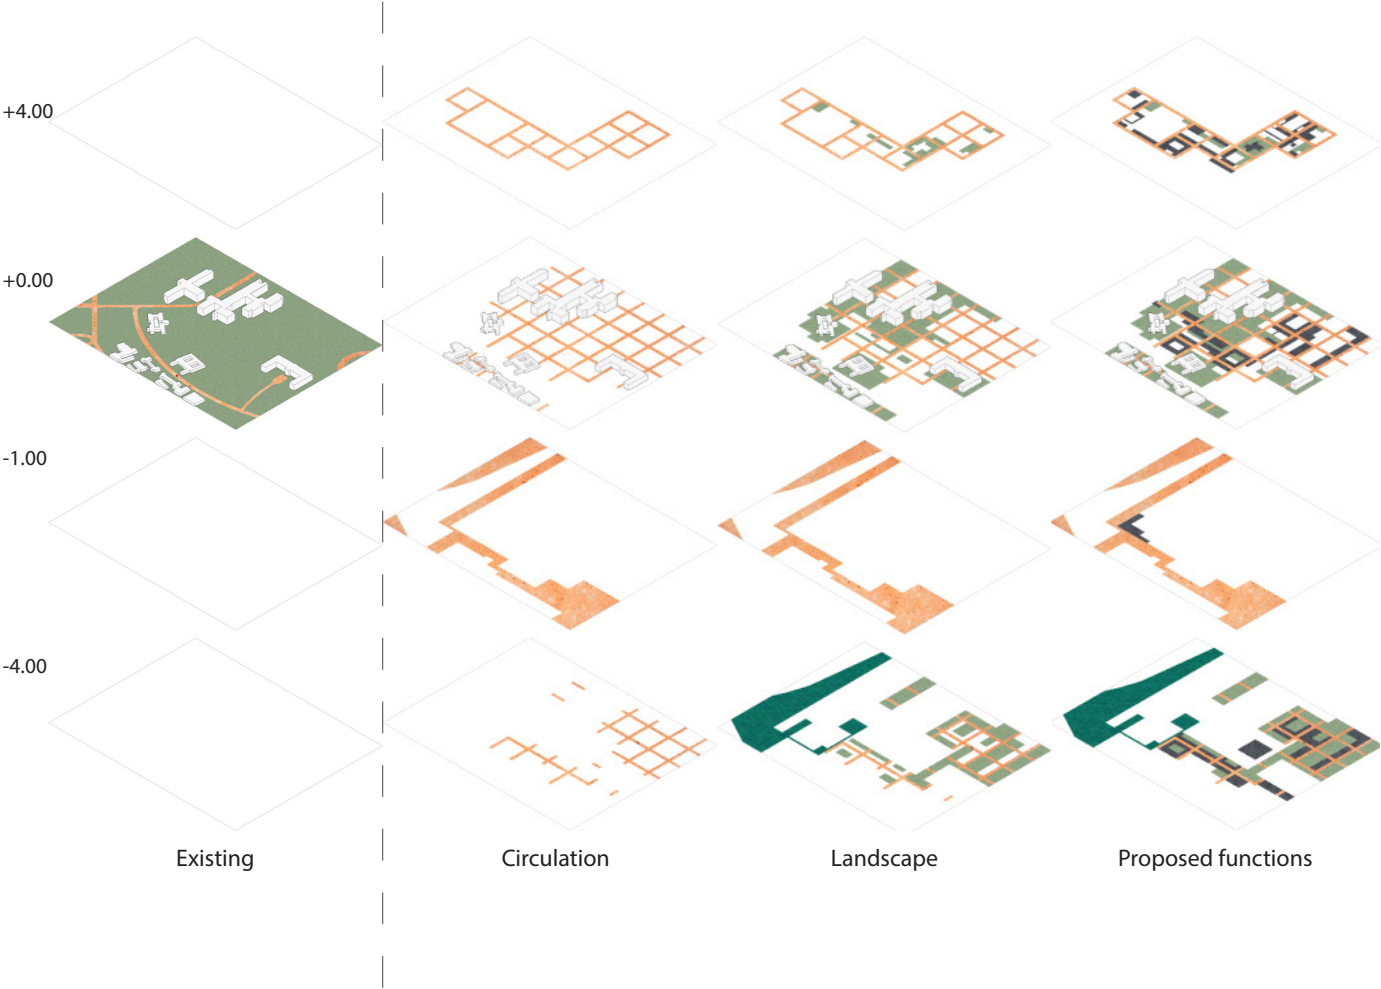 +4.00
+0.00
-1.00
-4.00
Existing
Circulation
Landscape
Proposed functions